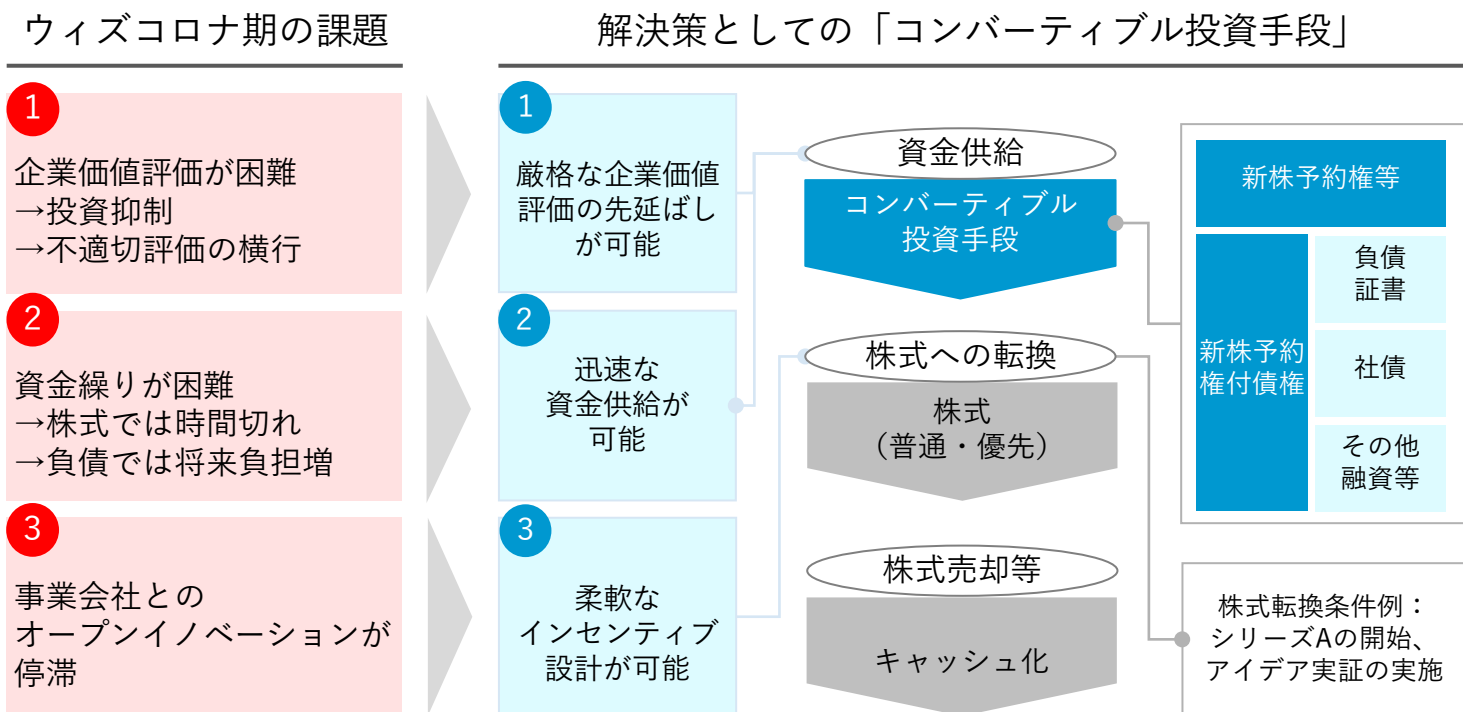 ウィズコロナ期の課題
解決策としての「コンバーティブル投資手段」
1
企業価値評価が困難
→投資抑制
→不適切評価の横行
2
資金繰りが困難
→株式では時間切れ
→負債では将来負担増
3
事業会社との
オープンイノベーションが
停滞
1
厳格な企業価値
評価の先延ばし
が可能
2
迅速な
資金供給が
可能
3
柔軟な
インセンティブ
設計が可能
資金供給
コンバーティブル
投資手段
株式への転換
株式
（普通・優先）
株式売却等
キャッシュ化
新株予約権等
新株予約
権付債権
負債
証書
社債
その他
融資等
株式転換条件例：
シリーズAの開始、
アイデア実証の実施